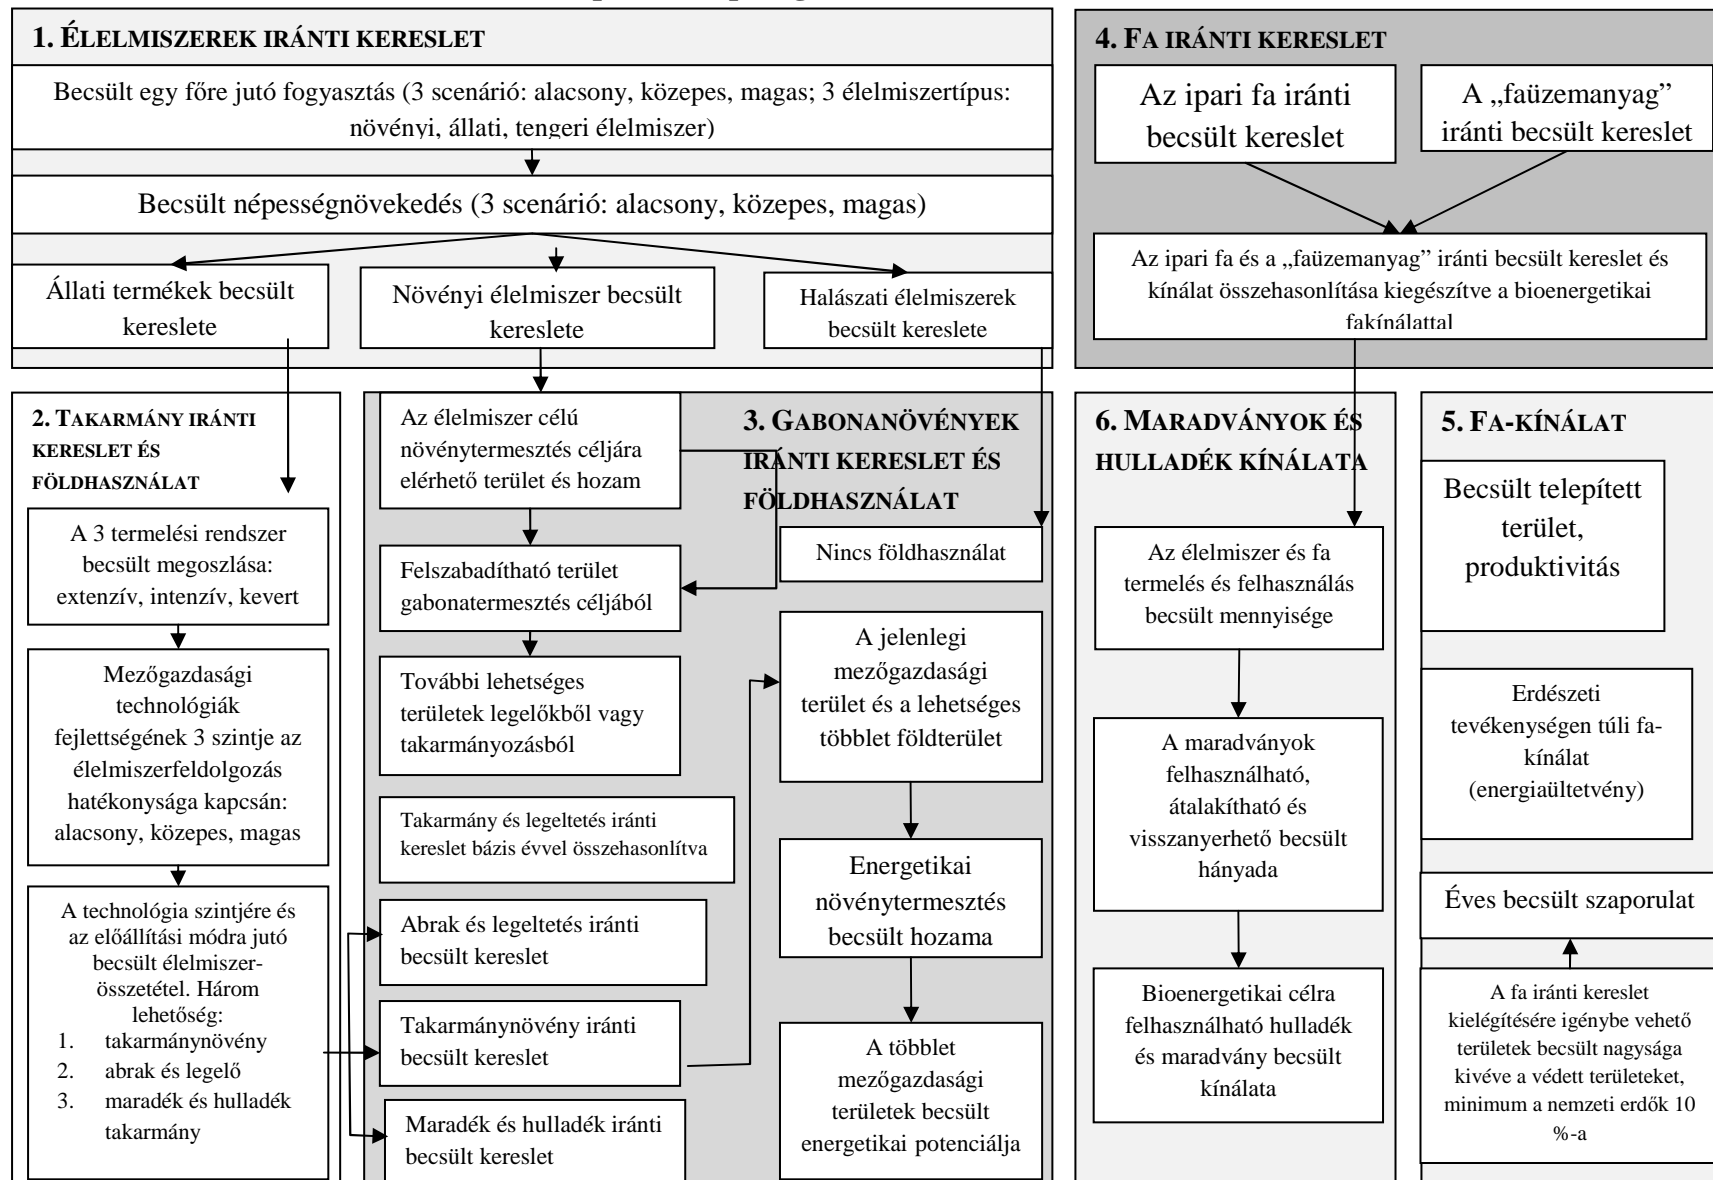 1. ÉLELMISZEREK IRÁNTI KERESLET
Becsült egy főre jutó fogyasztás (3 scenárió: alacsony, közepes, magas; 3 élelmiszertípus:
növényi, állati, tengeri élelmiszer)
Becsült népességnövekedés (3 scenárió: alacsony, közepes, magas)
Állati termékek becsült
kereslete
Növényi élelmiszer becsült
kereslete
Halászati élelmiszerek
becsült kereslete
4. FA IRÁNTI KERESLET
Az ipari fa iránti
becsült kereslet
A „faüzemanyag”
iránti becsült kereslet
Az ipari fa és a „faüzemanyag” iránti becsült kereslet és
kínálat összehasonlítása kiegészítve a bioenergetikai
fakínálattal
2. TAKARMÁNY IRÁNTI
KERESLET ÉS
FÖLDHASZNÁLAT
A 3 termelési rendszer
becsült megoszlása:
extenzív, intenzív, kevert
Mezőgazdasági
technológiák
fejlettségének 3 szintje az
élelmiszerfeldolgozás
hatékonysága kapcsán:
alacsony, közepes, magas
A technológia szintjére és
az előállítási módra jutó
becsült élelmiszer-
összetétel. Három
lehetőség:
1. takarmánynövény
2. abrak és legelő
3. maradék és hulladék
takarmány
3. GABONANÖVÉNYEK
IRÁNTI KERESLET ÉS
FÖLDHASZNÁLAT
Az élelmiszer célú
növénytermesztés céljára
elérhető terület és hozam
Felszabadítható terület
gabonatermesztés céljából
További lehetséges
területek legelőkből vagy
takarmányozásból
Takarmány és legeltetés iránti
kereslet bázis évvel összehasonlítva
Abrak és legeltetés iránti
becsült kereslet
Takarmánynövény iránti
becsült kereslet
Maradék és hulladék iránti
becsült kereslet
Nincs földhasználat
A jelenlegi
mezőgazdasági
terület és a lehetséges
többlet földterület
Energetikai
növénytermesztés
becsült hozama
A többlet
mezőgazdasági
területek becsült
energetikai potenciálja
6. MARADVÁNYOK ÉS
HULLADÉK KÍNÁLATA
Az élelmiszer és fa
termelés és felhasználás
becsült mennyisége
A maradványok
felhasználható,
átalakítható és
visszanyerhető becsült
hányada
Bioenergetikai célra
felhasználható hulladék
és maradvány becsült
kínálata
5. FA-KÍNÁLAT
Becsült telepített
terület,
produktivitás
Erdészeti
tevékenységen túli fa-
kínálat
(energiaültetvény)
Éves becsült szaporulat
A fa iránti kereslet
kielégítésére igénybe vehető
területek becsült nagysága
kivéve a védett területeket,
minimum a nemzeti erdők 10
%-a